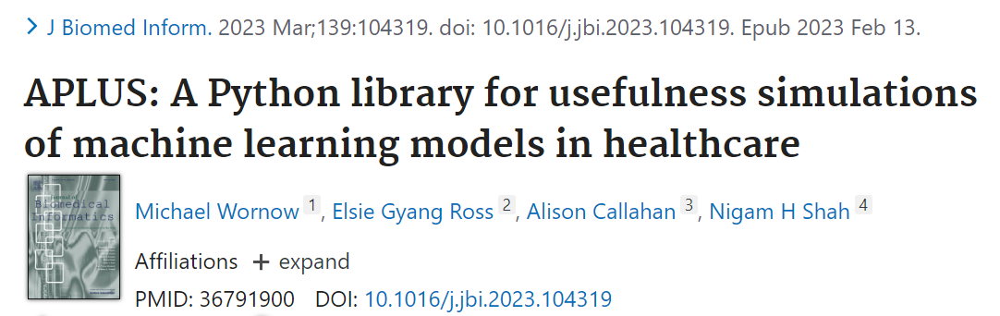 J Biomed Inform. 2023 Mar;139:104319. doi: 10.1016/j.jbi.2023.104319. Epub 2023 Feb 13.
APLUS: A Python library for usefulness simulations
of machine learning models in healthcare
Biomedical
Informatics
Michael Wornow 1, Elsie Gyang Ross 2, Alison Callahan 3, Nigam H Shah 4
Affiliations + expand
PMID: 36791900 DOI: 10.1016/j.jbi.2023.104319